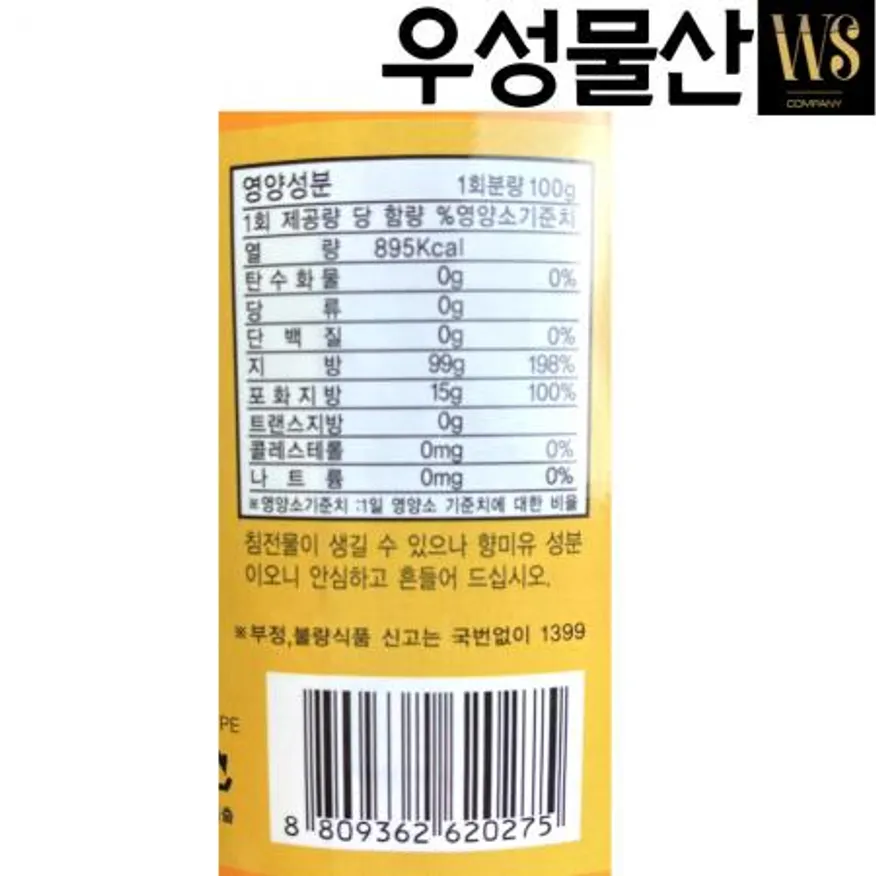 우성물산
WS
COMPANY
영양성분 1회분량 100g
1회 제공량 당 함량 %영양소기준치
열 량 895Kcal
탄수화물 0g 0%
당 류 0g
단 백 질 0g 0%
지 방 99g 198%
포화지방 15g 100%
트랜스지방 0g
콜레스테롤 0mg 0%
나 트 륨 0mg 0%
※영양소기준치 :1일 영양소 기준치에 대한 비율
침전물이 생길 수 있으나 향미유 성분
이오니 안심하고 흔들어 드십시오.
※부정,불량식품 신고는 국번없이 1399
PE
8 809362 620275